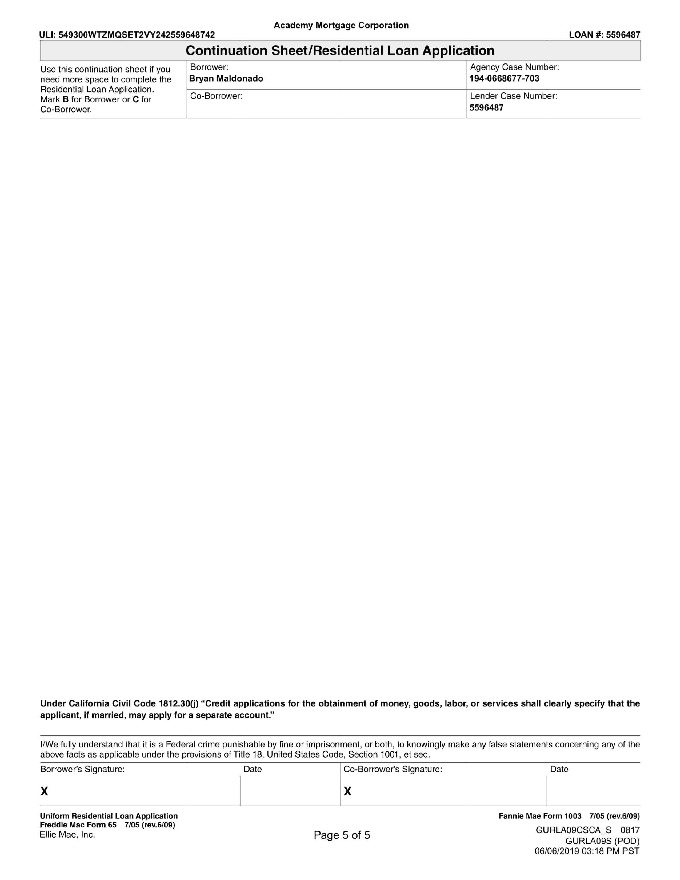 Academy Mortgage Corporation
ULI: 549300WTZMQSET2VY242559648742 LOAN #: 5596487
Continuation Sheet/Residential Loan Application
Use this continuation sheet if you
need more space to complete the
Residential Loan Application.
Mark B for Borrower or C for
Co-Borrower.
Borrower:
Bryan Maldonado
Agency Case Number:
194-0668677-703
Co-Borrower:
Lender Case Number:
5596487
Under California Civil Code 1812.30(j) "Credit applications for the obtainment of money, goods, labor, or services shall clearly specify that the
applicant, if married, may apply for a separate account."
I/We fully understand that it is a Federal crime punishable by fine or imprisonment, or both, to knowingly make any false statements concerning any of the
above facts as applicable under the provisions of Title 18, United States Code, Section 1001, et seq.
Borrower's Signature: Date Co-Borrower's Signature: Date
X X
Uniform Residential Loan Application
Freddie Mac Form 65 7/05 (rev.6/09)
Ellie Mae, Inc.
Page 5 of 5
Fannie Mae Form 1003 7/05 (rev.6/09)
GURLA09CSCA_S 0817
GURLA09S (POD)
06/06/2019 03:18 PM PST